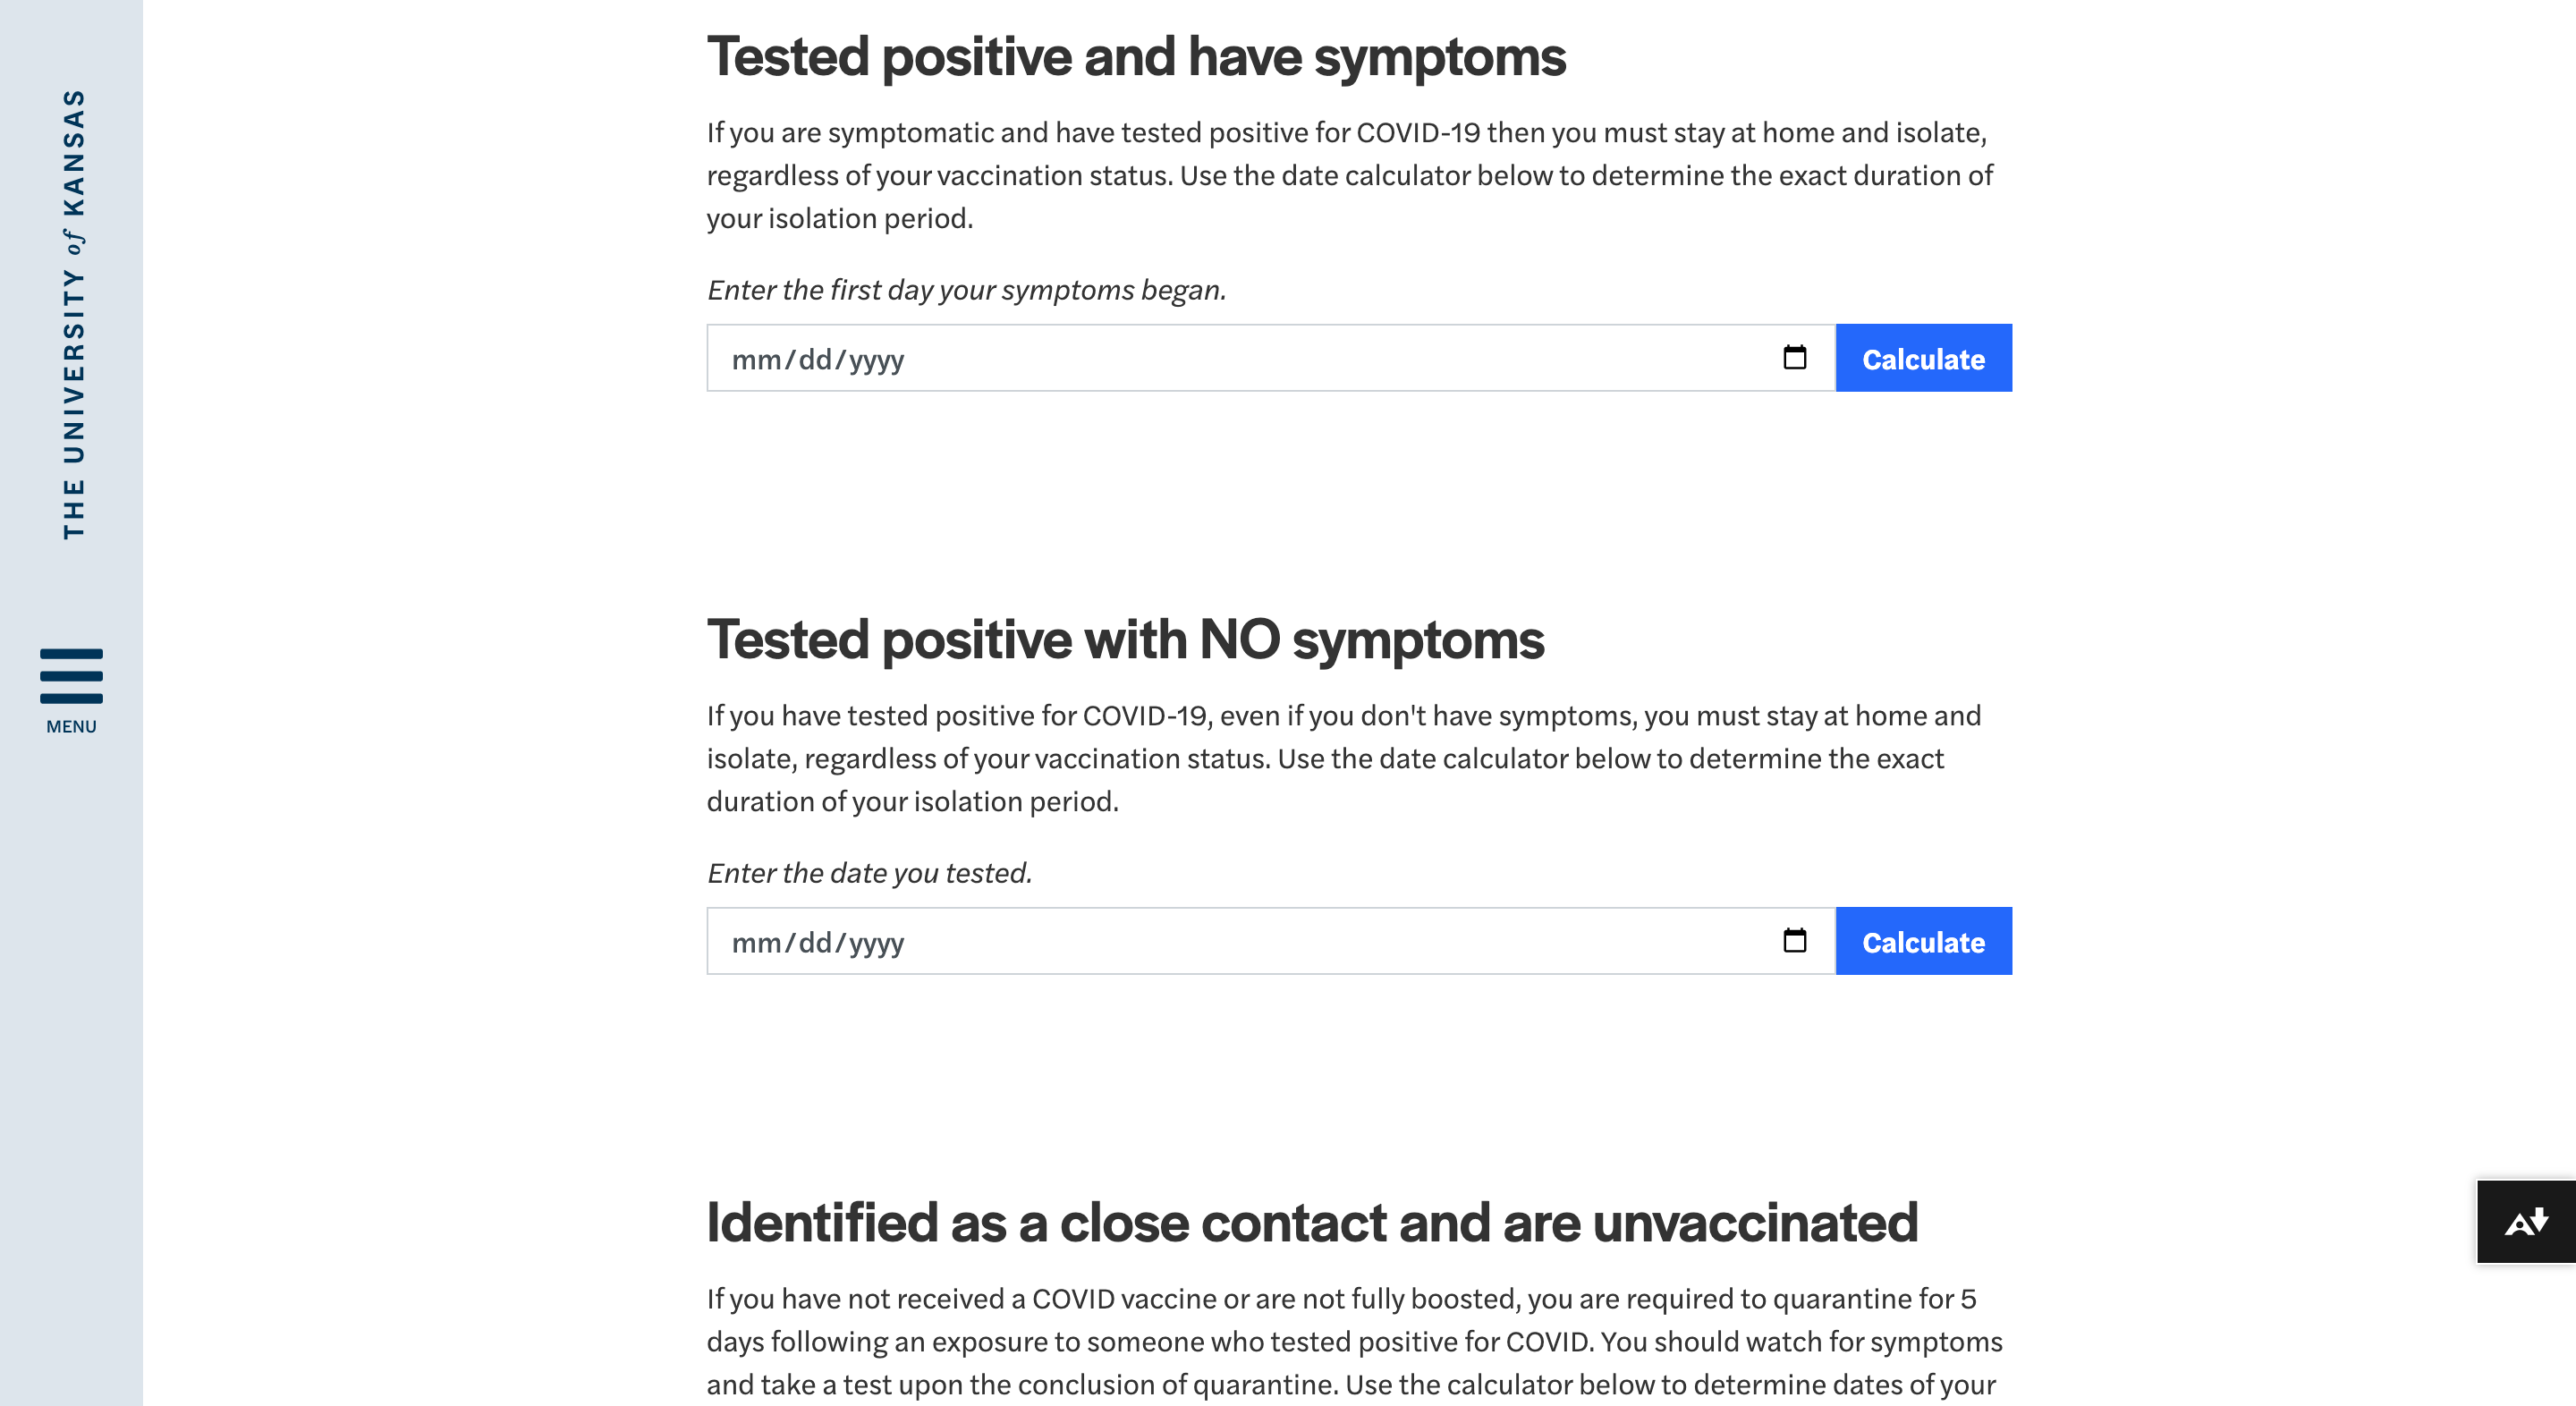 THE UNIVERSITY of KANSAS
MENU
Tested positive and have symptoms
If you are symptomatic and have tested positive for COVID-19 then you must stay at home and isolate,
regardless of your vaccination status. Use the date calculator below to determine the exact duration of
your isolation period.
Enter the first day your symptoms began.
mm/dd/yyyy
Calculate
Tested positive with NO symptoms
If you have tested positive for COVID-19, even if you don't have symptoms, you must stay at home and
isolate, regardless of your vaccination status. Use the date calculator below to determine the exact
duration of your isolation period.
Enter the date you tested.
mm/dd/yyyy
Calculate
Identified as a close contact and are unvaccinated
If you have not received a COVID vaccine or are not fully boosted, you are required to quarantine for 5
days following an exposure to someone who tested positive for COVID. You should watch for symptoms
and take a test upon the conclusion of quarantine. Use the calculator below to determine dates of your